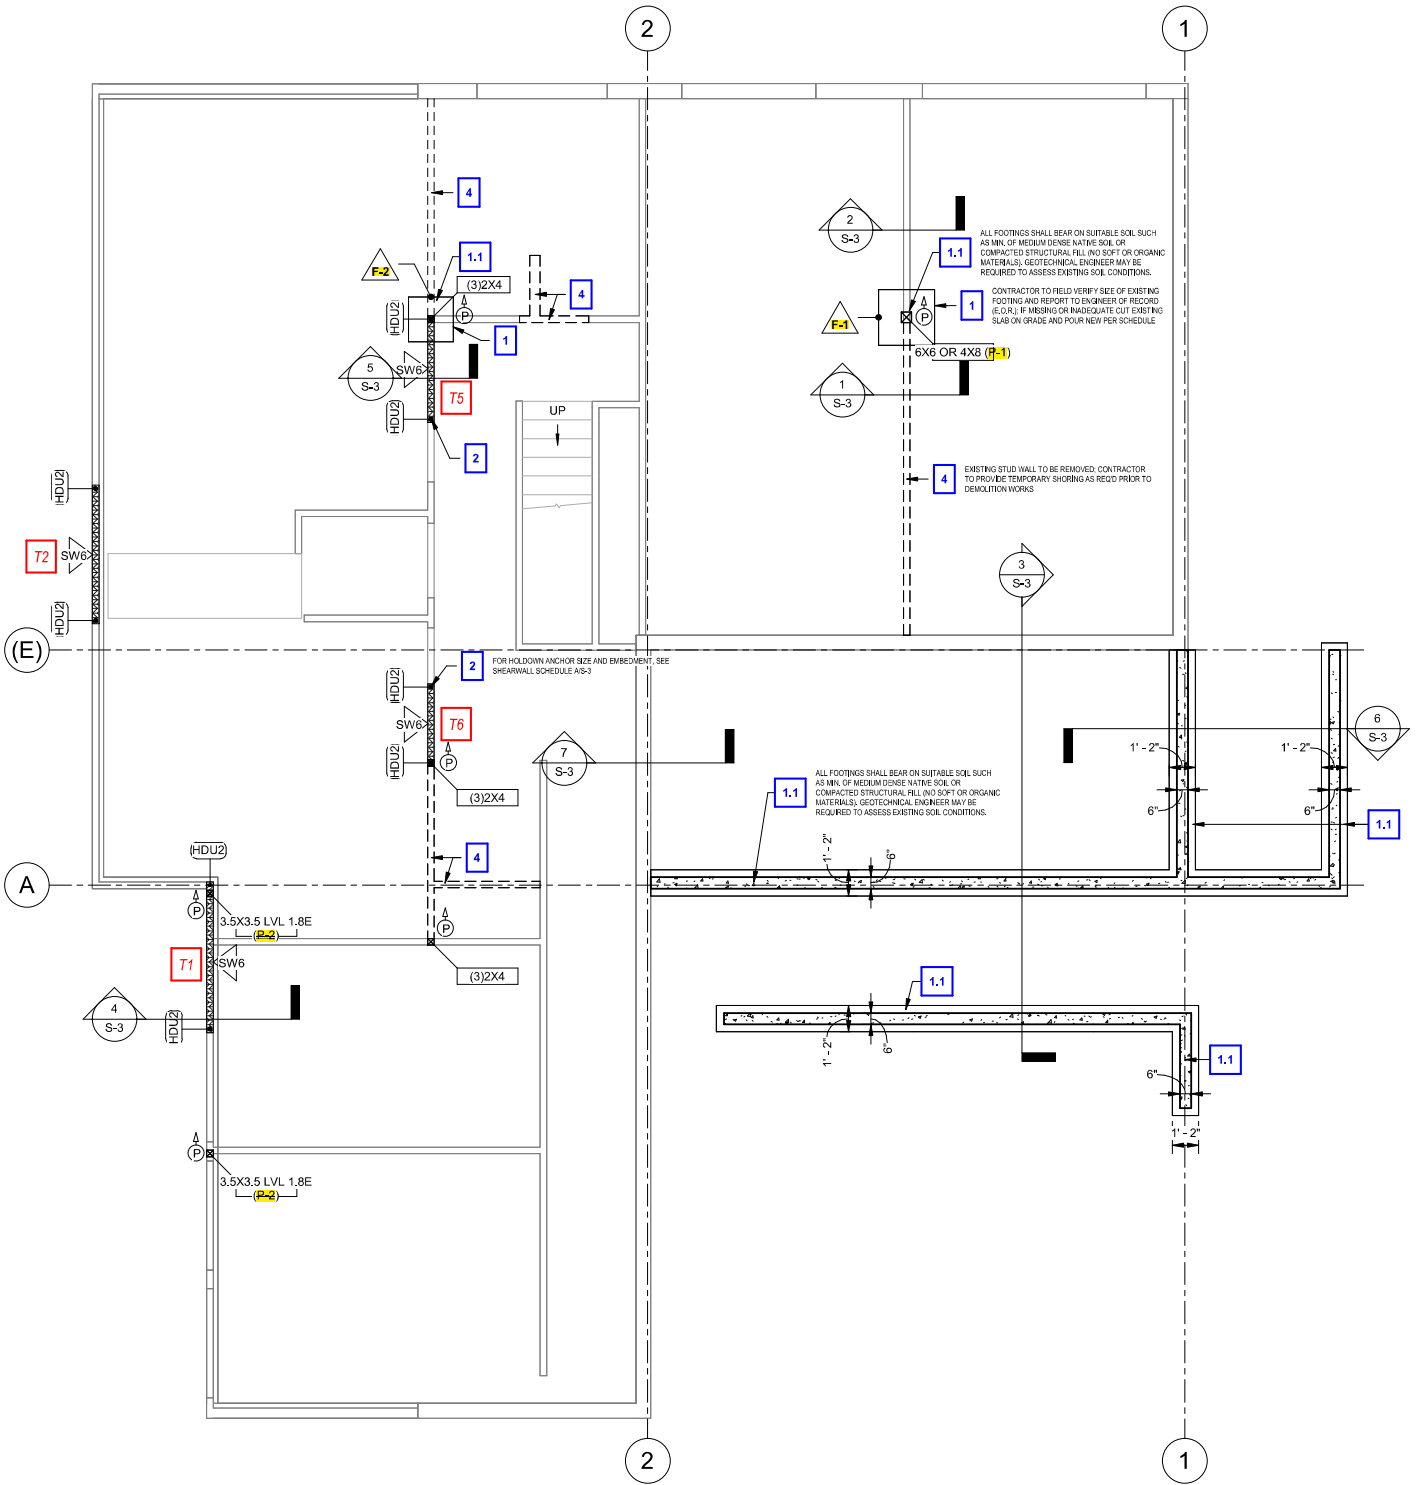 2
1
4
2
S-3
ALL FOOTINGS SHALL BEAR ON SUITABLE SOIL SUCH
AS MIN. OF MEDIUM DENSE NATIVE SOIL OR
COMPACTED STRUCTURAL FILL (NO SOFT OR ORGANIC
MATERIALS). GEOTECHNICAL ENGINEER MAY BE
REQUIRED TO ASSESS EXISTING SOIL CONDITIONS.
1.1
F-2
1.1
(3)2X4
4
HDU2
P
1
CONTRACTOR TO FIELD VERIFY SIZE OF EXISTING
FOOTING AND REPORT TO ENGINEER OF RECORD
(E.O.R.); IF MISSING OR INADEQUATE CUT EXISTING
SLAB ON GRADE AND POUR NEW PER SCHEDULE
1
F-1
P
6X6 OR 4X8 (P-1)
5
S-3
SW6
T5
1
S-3
HDU2
UP
2
4
EXISTING STUD WALL TO BE REMOVED; CONTRACTOR
TO PROVIDE TEMPORARY SHORING AS REQ'D PRIOR TO
DEMOLITION WORKS
HDU2
T2
SW6
HDU2
3
S-3
(E)
2
FOR HOLDOWN ANCHOR SIZE AND EMBEDMENT, SEE
SHEARWALL SCHEDULE A/S-3
HDU2
SW6
T6
HDU2
P
7
S-3
6
S-3
1' - 2"
1' - 2"
(3)2X4
1.1
ALL FOOTINGS SHALL BEAR ON SUITABLE SOIL SUCH
AS MIN. OF MEDIUM DENSE NATIVE SOIL OR
COMPACTED STRUCTURAL FILL (NO SOFT OR ORGANIC
MATERIALS). GEOTECHNICAL ENGINEER MAY BE
REQUIRED TO ASSESS EXISTING SOIL CONDITIONS.
6"
6"
1.1
HDU2
4
1' - 2"
6"
A
P
3.5X3.5 LVL 1.8E
(P-2)
P
T1
SW6
(3)2X4
1.1
4
S-3
HDU2
1' - 2"
6"
1.1
6"
1' - 2"
P
3.5X3.5 LVL 1.8E
(P-2)
2
1